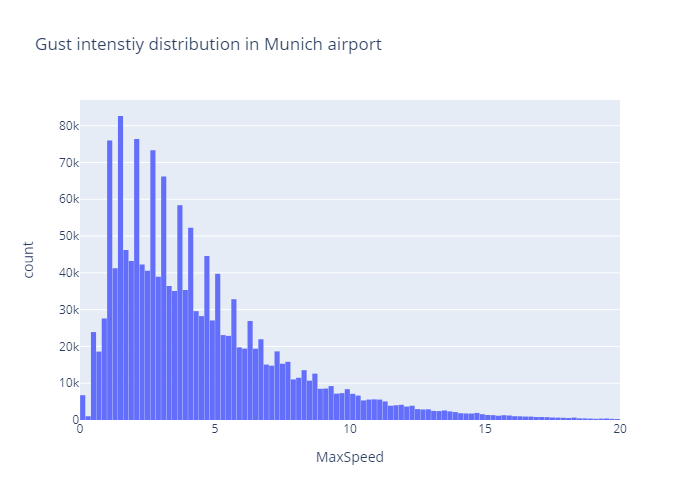 Gust intenstiy distribution in Munich airport
80k
70k
60k
50k
40k
30k
20k
10k
0
0 5 10 15 20
count
MaxSpeed